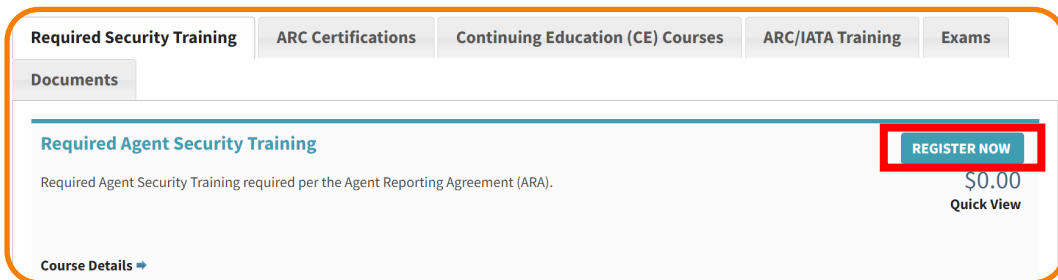 Required Security Training
ARC Certifications
Continuing Education (CE) Courses
ARC/IATA Training
Exams
Documents
Required Agent Security Training
REGISTER NOW
Required Agent Security Training required per the Agent Reporting Agreement (ARA).
$0.00
Quick View
Course Details